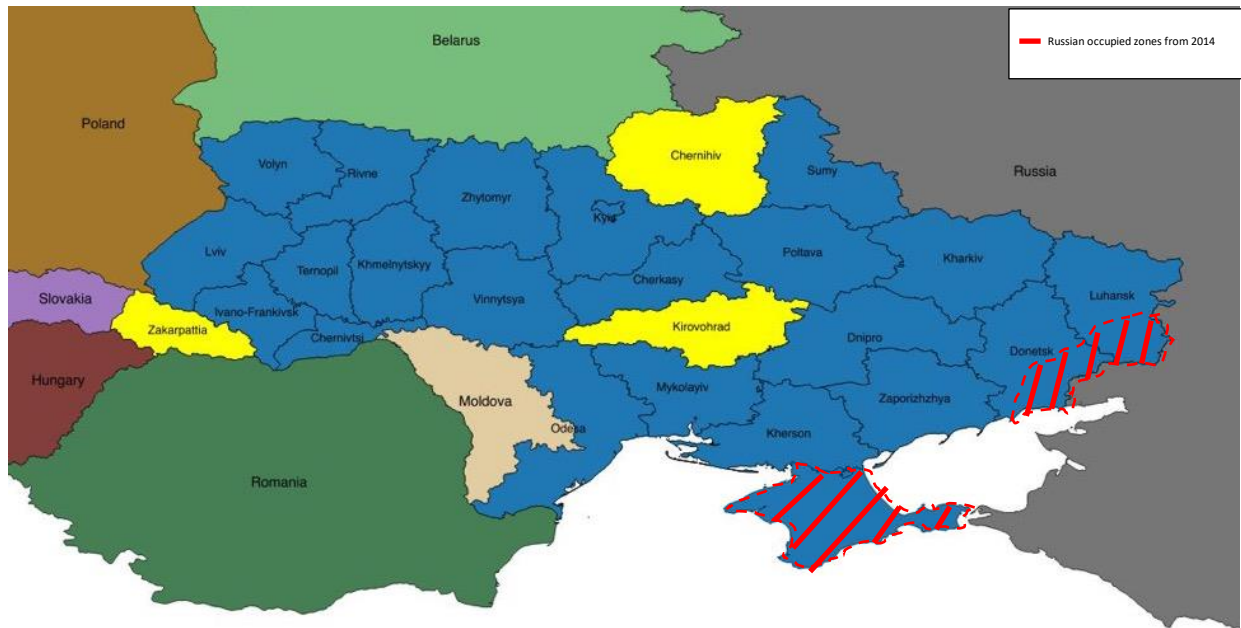 Russian occupied zones from 2014
Belarus
Poland
Chernihiv
Volyn
Rivne
Sumy
Russia
Zhytomyr
Kyiv
Lviv
Poltava
Ternopil
Khmelnytskyy
Kharkiv
Cherkasy
Slovakia
Luhansk
Vinnytsya
Ivano-Frankivsk
Zakarpattia
Kirovohrad
Chernivtsi
Dnipro
Donetsk
Hungary
Mykolayiv
Zaporizhzhya
Moldova
Odesa
Kherson
Romania